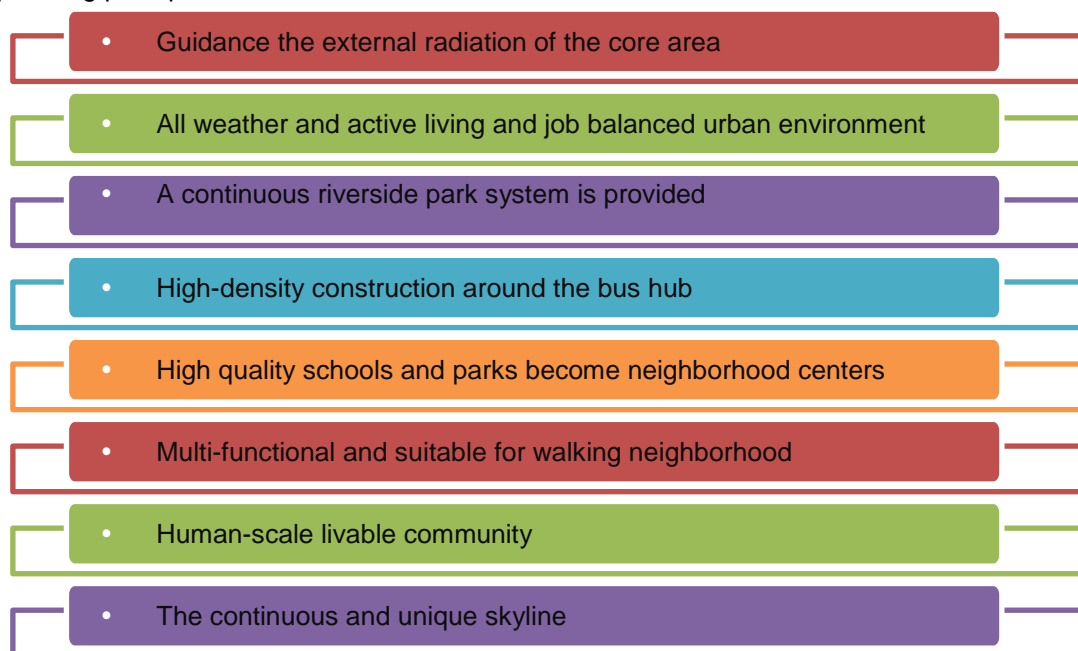 • Guidance the external radiation of the core area
• All weather and active living and job balanced urban environment
• A continuous riverside park system is provided
• High-density construction around the bus hub
• High quality schools and parks become neighborhood centers
• Multi-functional and suitable for walking neighborhood
• Human-scale livable community
• The continuous and unique skyline